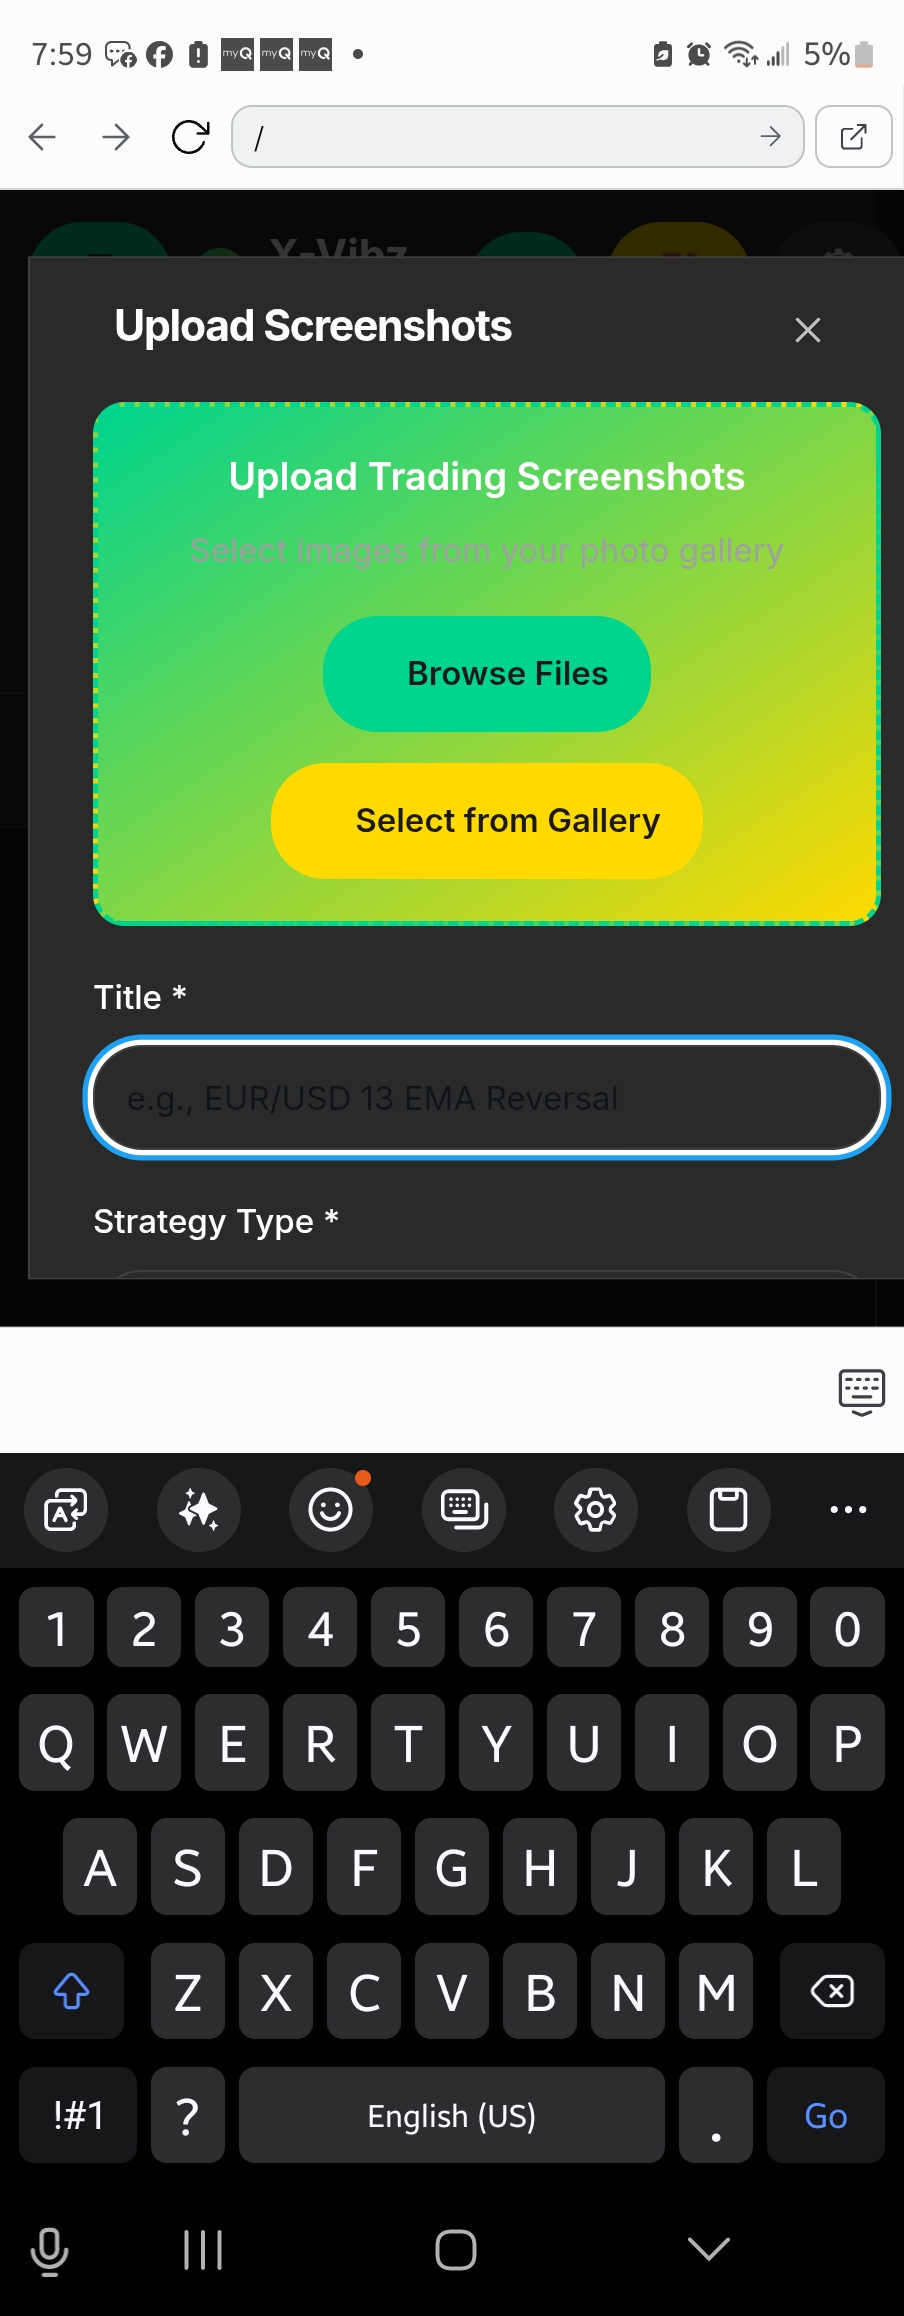 7:59 myQ myQ myQ 5%
/
X-Vibz
Upload Screenshots
Upload Trading Screenshots
Select images from your photo gallery
Browse Files
Select from Gallery
Title *
e.g., EUR/USD 13 EMA Reversal
Strategy Type *
1 2 3 4 5 6 7 8 9 0
Q W E R T Y U I O P
A S D F G H J K L
Z X C V B N M
!#1 ? English (US) . Go